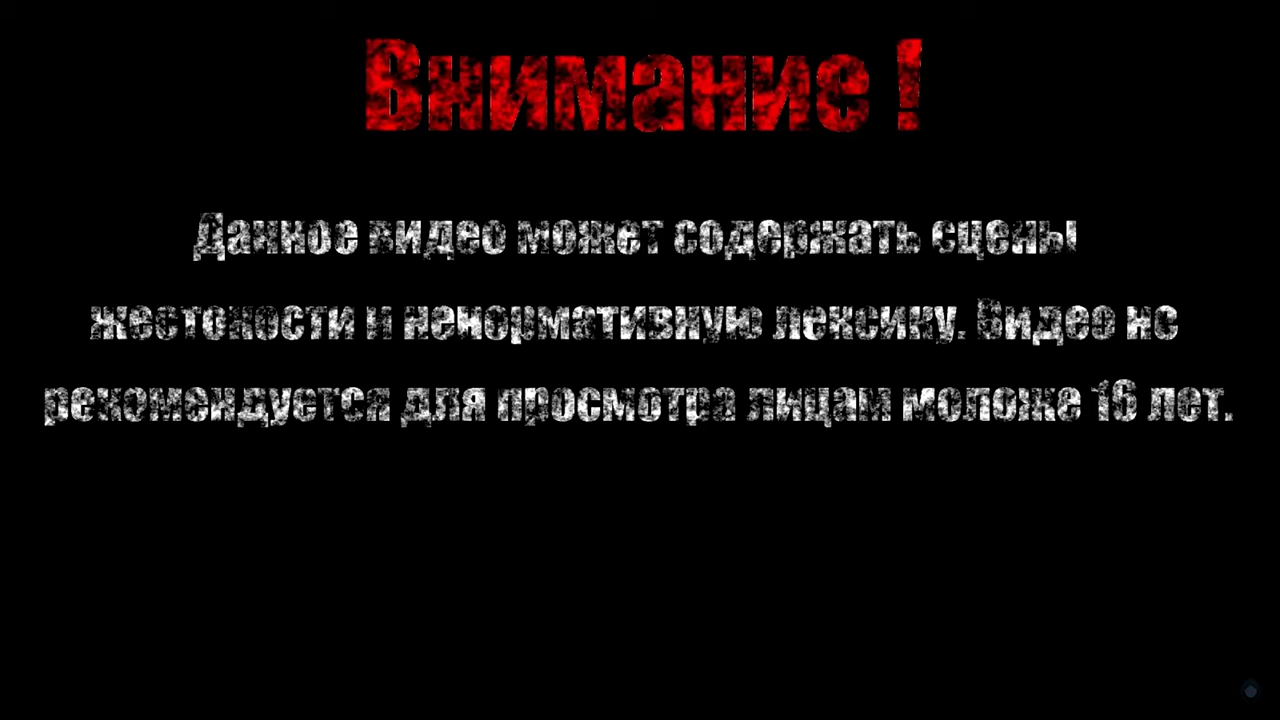 Внимание !
Данное видео может содержать сцены
жестокости и ненормативную лексику. Видео не
рекомендуется для просмотра лицам моложе 16 лет.